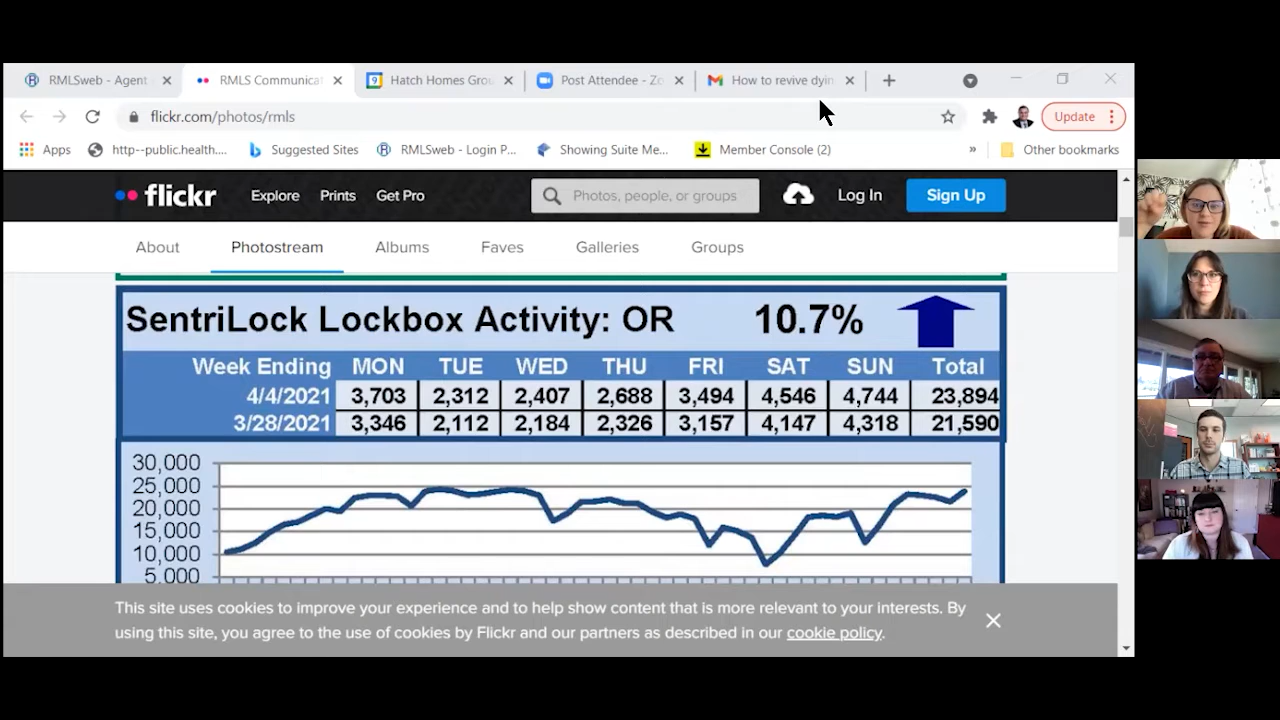 RMLSweb - Agent
RMLS Communicat
9 Hatch Homes Grou
Post Attendee - Zo
How to revive dyin
flickr.com/photos/rmls
Update
Apps
http--public.health....
Suggested Sites
RMLSweb - Login P...
Showing Suite Me...
Member Console (2)
»
Other bookmarks
flickr
Explore
Prints
Get Pro
Photos, people, or groups
Log In
Sign Up
About
Photostream
Albums
Faves
Galleries
Groups
SentriLock Lockbox Activity: OR 10.7%
Week Ending MON TUE WED THU FRI SAT SUN Total
4/4/2021 3,703 2,312 2,407 2,688 3,494 4,546 4,744 23,894
3/28/2021 3,346 2,112 2,184 2,326 3,157 4,147 4,318 21,590
30,000
25,000
20,000
15,000
10,000
5,000
This site uses cookies to improve your experience and to help show content that is more relevant to your interests. By
using this site, you agree to the use of cookies by Flickr and our partners as described in our cookie policy.